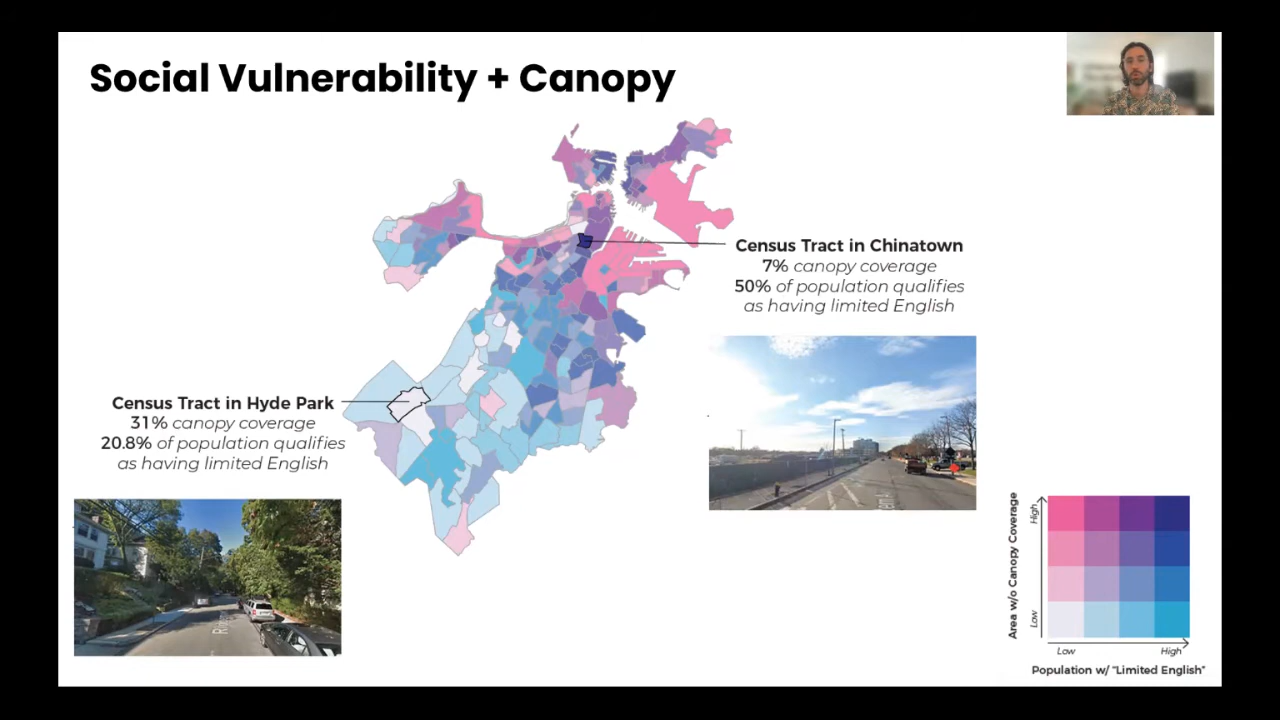 Social Vulnerability + Canopy
Census Tract in Chinatown
7% canopy coverage
50% of population qualifies
as having limited English
Census Tract in Hyde Park
31% canopy coverage
20.8% of population qualifies
as having limited English
Area w/o Canopy Coverage
High
Low
Low
High
Population w/ "Limited English"